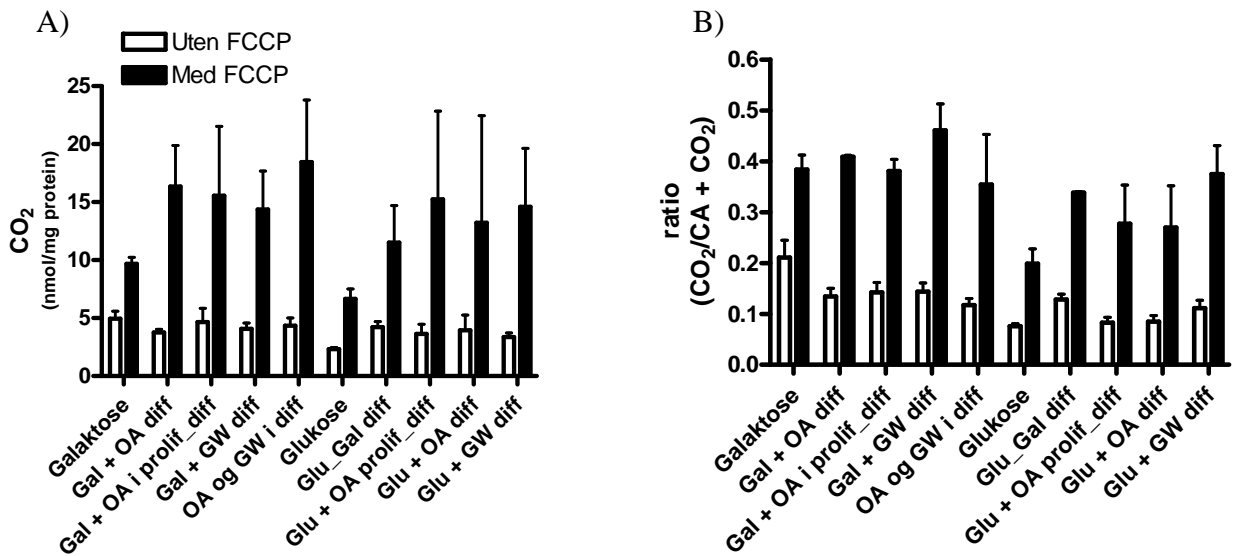 A)
Uten FCCP
Med FCCP
25
20
15
10
5
0
CO₂
(nmol/mg protein)
Galaktose
Gal + OA diff
Gal + OA i prolif_diff
Gal + GW diff
OA og GW i diff
Glukose
Glu_Gal diff
Glu + OA prolif_diff
Glu + OA diff
Glu + GW diff
B)
0.6
0.5
0.4
0.3
0.2
0.1
0.0
ratio
(CO₂/CA + CO₂)
Galaktose
Gal + OA diff
Gal + OA i prolif_diff
Gal + GW diff
OA og GW i diff
Glukose
Glu_Gal diff
Glu + OA prolif_diff
Glu + OA diff
Glu + GW diff